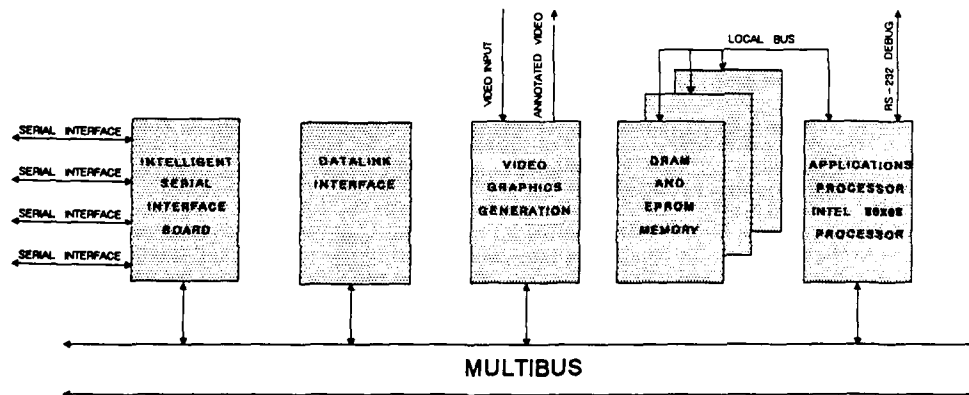 VIDEO INPUT
ANNOTATED VIDEO
LOCAL BUS
RS-232 DEBUG
SERIAL INTERFACE
SERIAL INTERFACE
SERIAL INTERFACE
SERIAL INTERFACE
INTELLIGENT
SERIAL
INTERFACE
BOARD
DATALINK
INTERFACE
VIDEO
GRAPHICS
GENERATION
DRAM
AND
EPROM
MEMORY
APPLICATIONS
PROCESSOR
INTEL
PROCESSOR
MULTIBUS